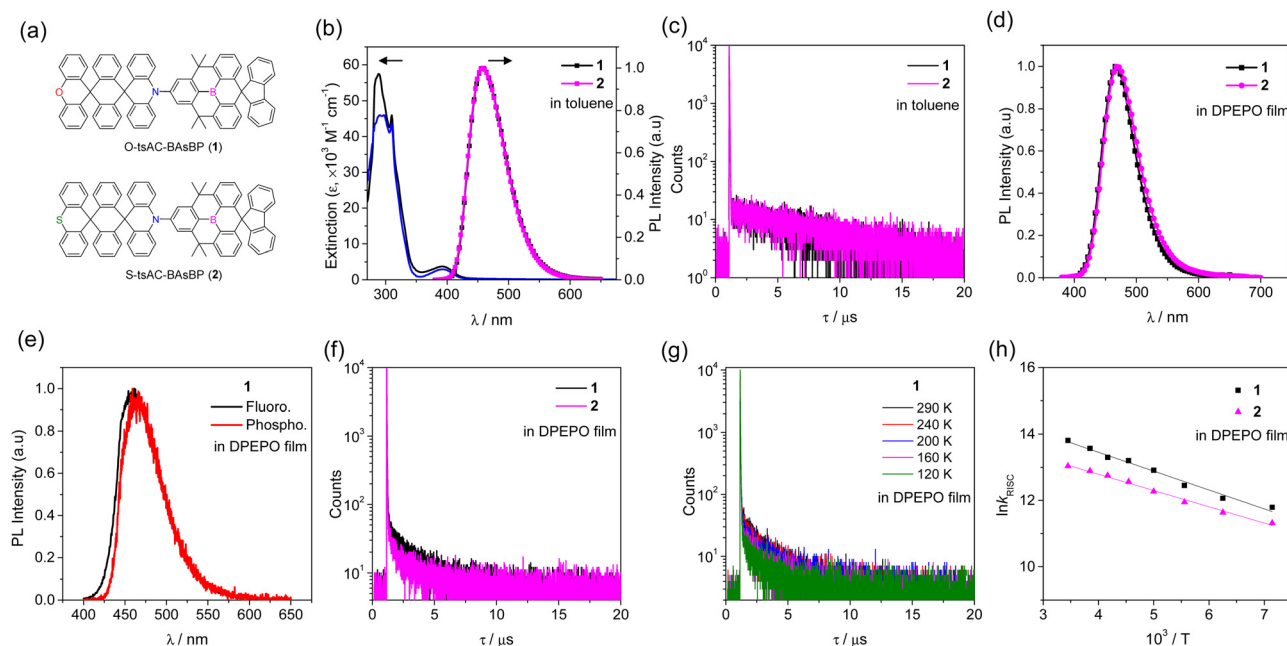 (a)
O
N
B
O-tsAC-BAsBP (1)
S
N
B
S-tsAC-BAsBP (2)
(b)
Extinction (ε, ×10³ M⁻¹ cm⁻¹)
60
50
40
30
20
10
0
1
2
in toluene
1.0
0.8
0.6
0.4
0.2
0.0
PL Intensity (a.u)
300
400
500
600
λ / nm
(c)
Counts
10⁴
10³
10²
10¹
10⁰
1
2
in toluene
0
5
10
15
20
τ / μs
(d)
PL Intensity (a.u)
1.0
0.8
0.6
0.4
0.2
0.0
1
2
in DPEPO film
400
500
600
700
λ / nm
(e)
PL Intensity (a.u)
1.0
0.8
0.6
0.4
0.2
0.0
1
Fluoro.
Phospho.
in DPEPO film
400
450
500
550
600
650
λ / nm
(f)
Counts
10⁴
10³
10²
10¹
1
2
in DPEPO film
0
5
10
15
20
τ / μs
(g)
Counts
10⁴
10³
10²
10¹
1
290 K
240 K
200 K
160 K
120 K
in DPEPO film
0
5
10
15
20
τ / μs
(h)
lnk_RISC
16
14
12
10
1
2
in DPEPO film
3
4
5
6
7
10³ / T